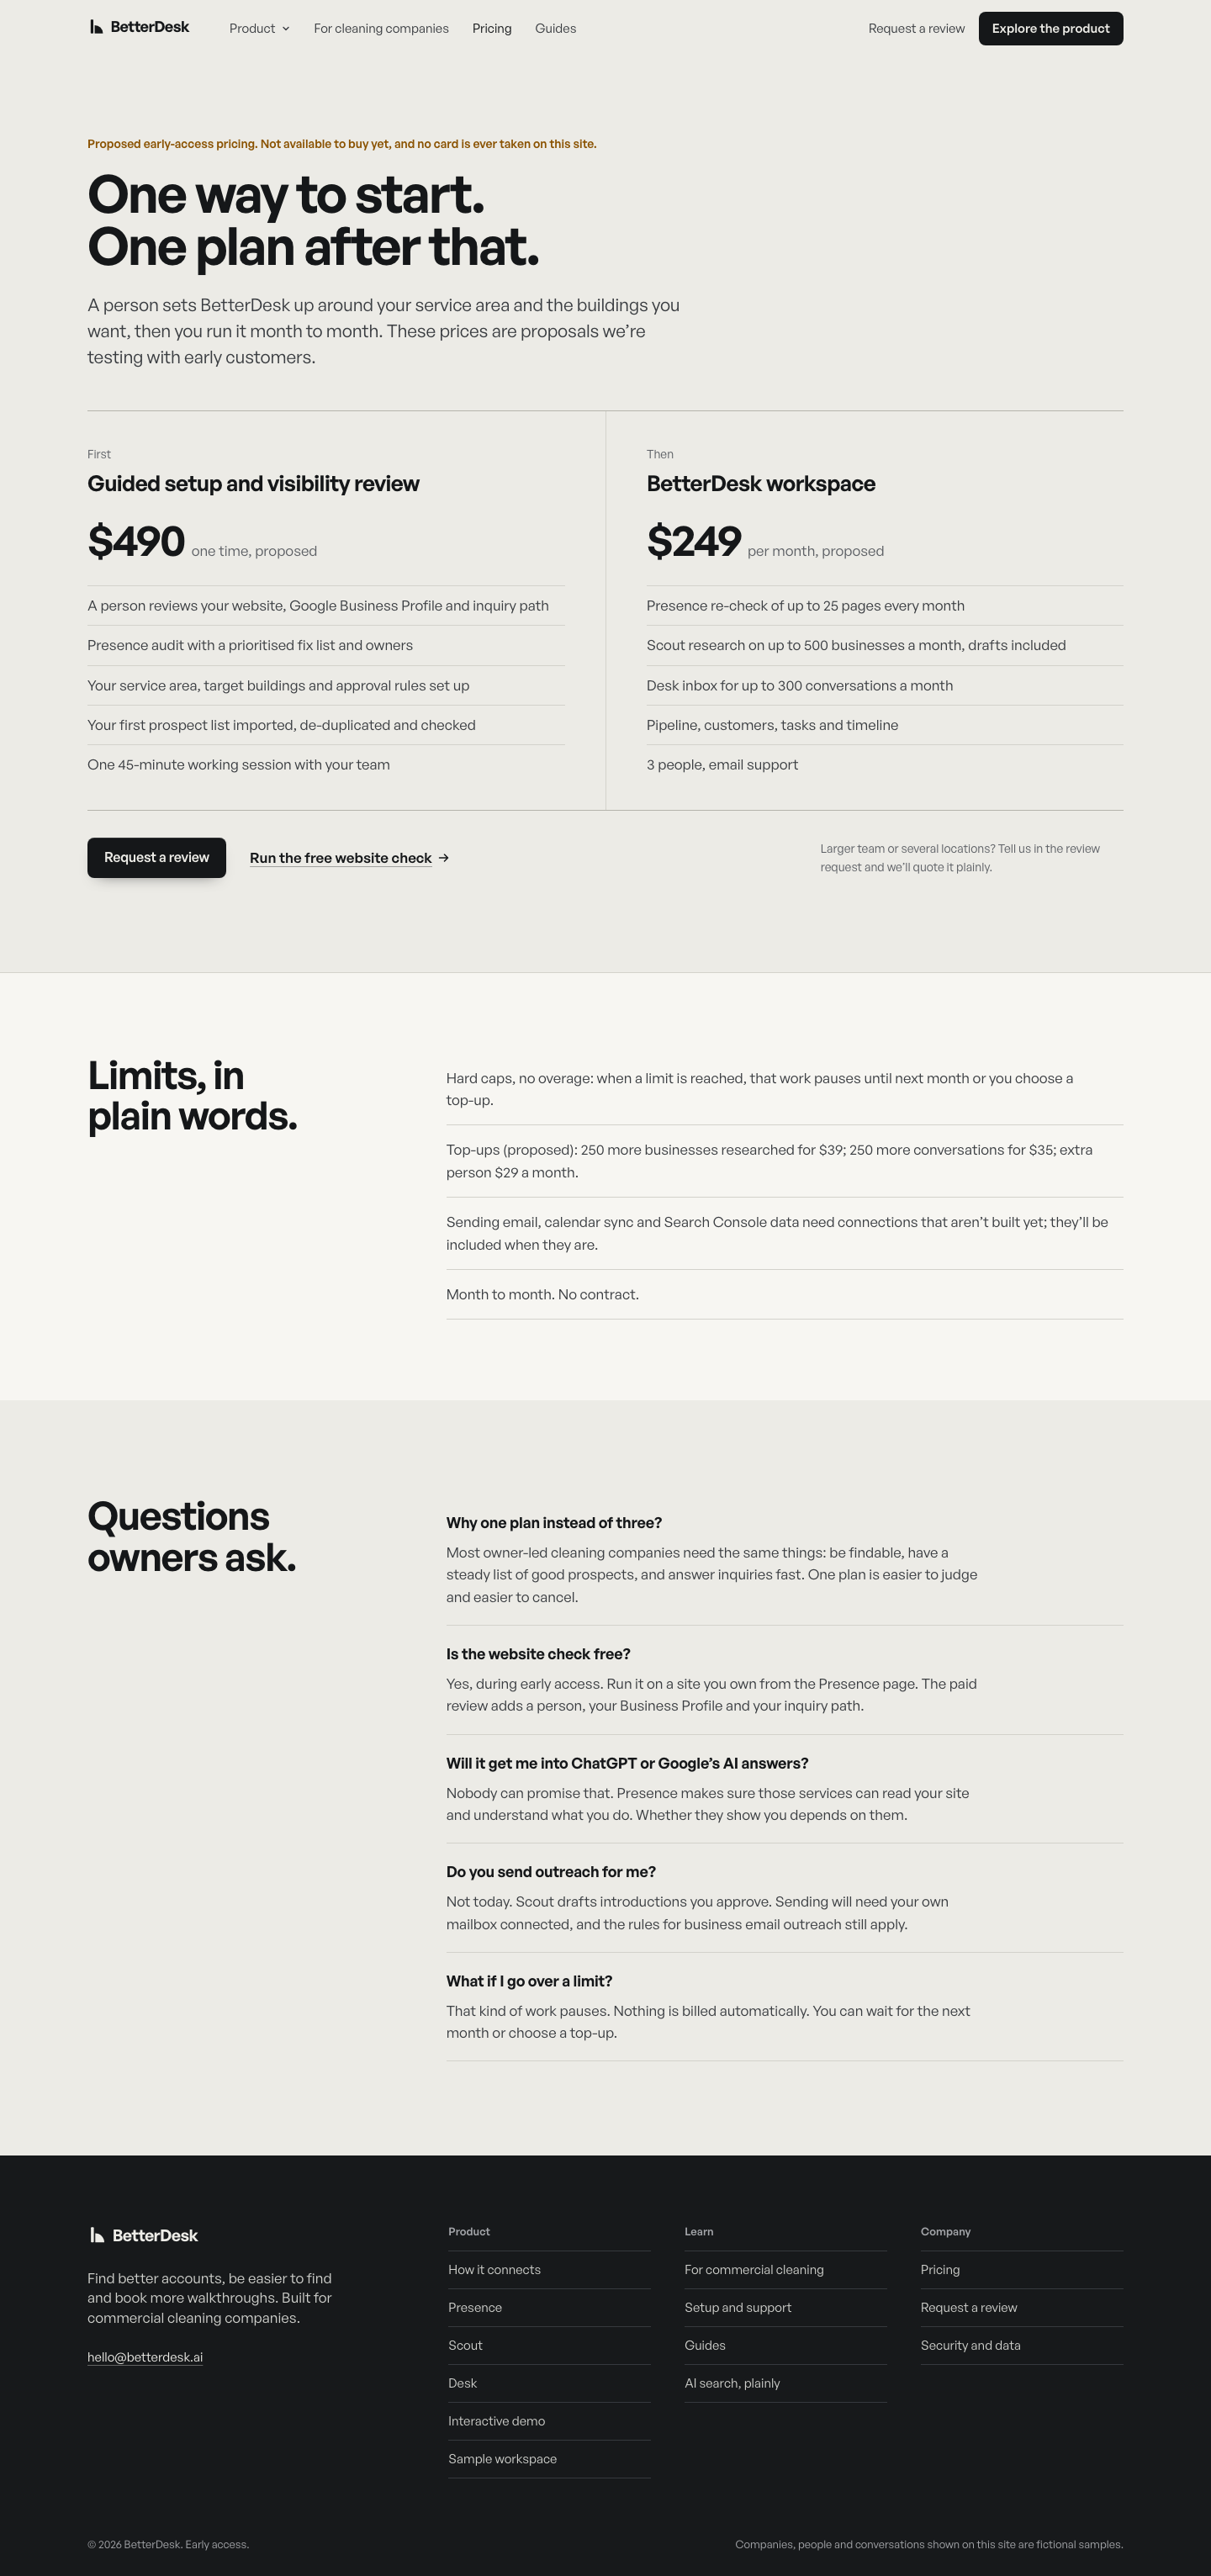 BetterDesk
Product
For cleaning companies
Pricing
Guides
Request a review
Explore the product
Proposed early-access pricing. Not available to buy yet, and no card is ever taken on this site.
One way to start.
One plan after that.
A person sets BetterDesk up around your service area and the buildings you
want, then you run it month to month. These prices are proposals we’re
testing with early customers.
First
Guided setup and visibility review
$490 one time, proposed
A person reviews your website, Google Business Profile and inquiry path
Presence audit with a prioritised fix list and owners
Your service area, target buildings and approval rules set up
Your first prospect list imported, de-duplicated and checked
One 45-minute working session with your team
Then
BetterDesk workspace
$249 per month, proposed
Presence re-check of up to 25 pages every month
Scout research on up to 500 businesses a month, drafts included
Desk inbox for up to 300 conversations a month
Pipeline, customers, tasks and timeline
3 people, email support
Request a review
Run the free website check →
Larger team or several locations? Tell us in the review
request and we’ll quote it plainly.
Limits, in
plain words.
Hard caps, no overage: when a limit is reached, that work pauses until next month or you choose a
top-up.
Top-ups (proposed): 250 more businesses researched for $39; 250 more conversations for $35; extra
person $29 a month.
Sending email, calendar sync and Search Console data need connections that aren’t built yet; they’ll be
included when they are.
Month to month. No contract.
Questions
owners ask.
Why one plan instead of three?
Most owner-led cleaning companies need the same things: be findable, have a
steady list of good prospects, and answer inquiries fast. One plan is easier to judge
and easier to cancel.
Is the website check free?
Yes, during early access. Run it on a site you own from the Presence page. The paid
review adds a person, your Business Profile and your inquiry path.
Will it get me into ChatGPT or Google’s AI answers?
Nobody can promise that. Presence makes sure those services can read your site
and understand what you do. Whether they show you depends on them.
Do you send outreach for me?
Not today. Scout drafts introductions you approve. Sending will need your own
mailbox connected, and the rules for business email outreach still apply.
What if I go over a limit?
That kind of work pauses. Nothing is billed automatically. You can wait for the next
month or choose a top-up.
BetterDesk
Find better accounts, be easier to find
and book more walkthroughs. Built for
commercial cleaning companies.
hello@betterdesk.ai
Product
How it connects
Presence
Scout
Desk
Interactive demo
Sample workspace
Learn
For commercial cleaning
Setup and support
Guides
AI search, plainly
Company
Pricing
Request a review
Security and data
© 2026 BetterDesk. Early access.
Companies, people and conversations shown on this site are fictional samples.